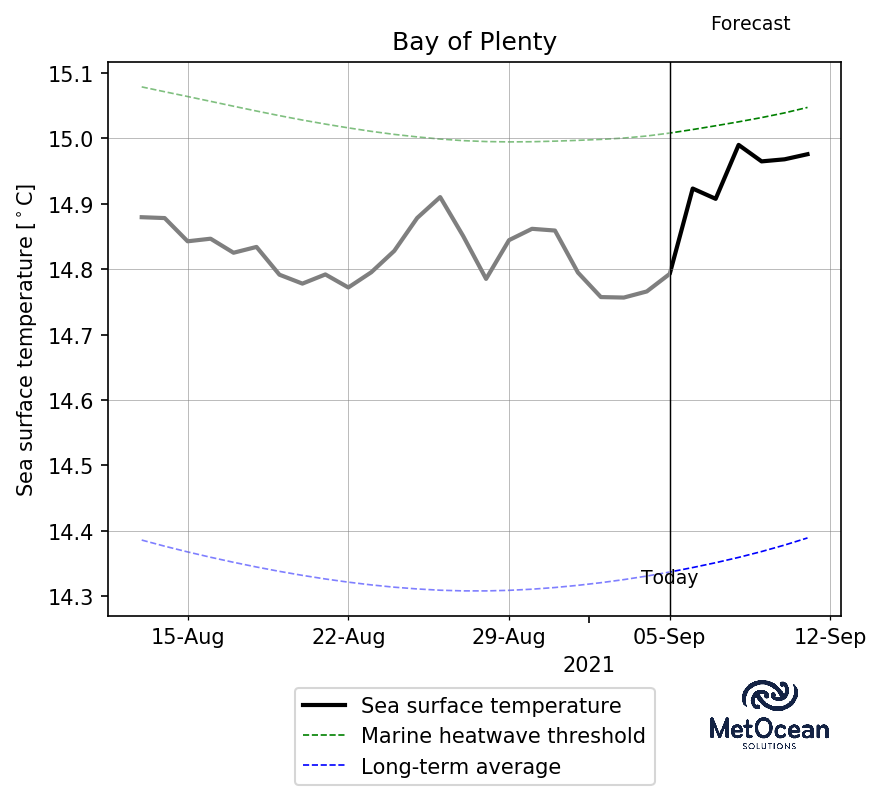 Forecast
Bay of Plenty
Sea surface temperature [°C]
15.1
15.0
14.9
14.8
14.7
14.6
14.5
14.4
14.3
Today
15-Aug 22-Aug 29-Aug 05-Sep 12-Sep
2021
Sea surface temperature
Marine heatwave threshold
Long-term average
MetOcean
SOLUTIONS